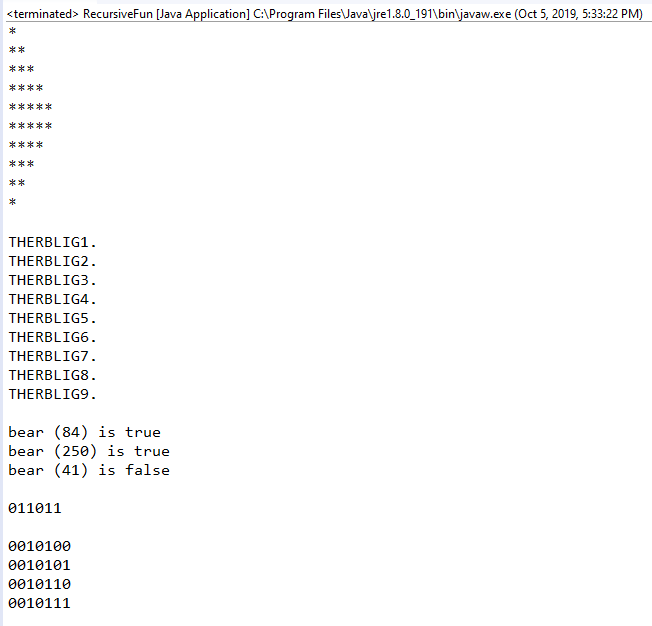 <terminated> RecursiveFun [Java Application] C:\Program Files\Java\jre1.8.0_191\bin\javaw.exe (Oct 5, 2019, 5:33:22 PM)
*
**
***
****
*****
*****
****
***
**
*
THERBLIG1.
THERBLIG2.
THERBLIG3.
THERBLIG4.
THERBLIG5.
THERBLIG6.
THERBLIG7.
THERBLIG8.
THERBLIG9.
bear (84) is true
bear (250) is true
bear (41) is false
011011
0010100
0010101
0010110
0010111